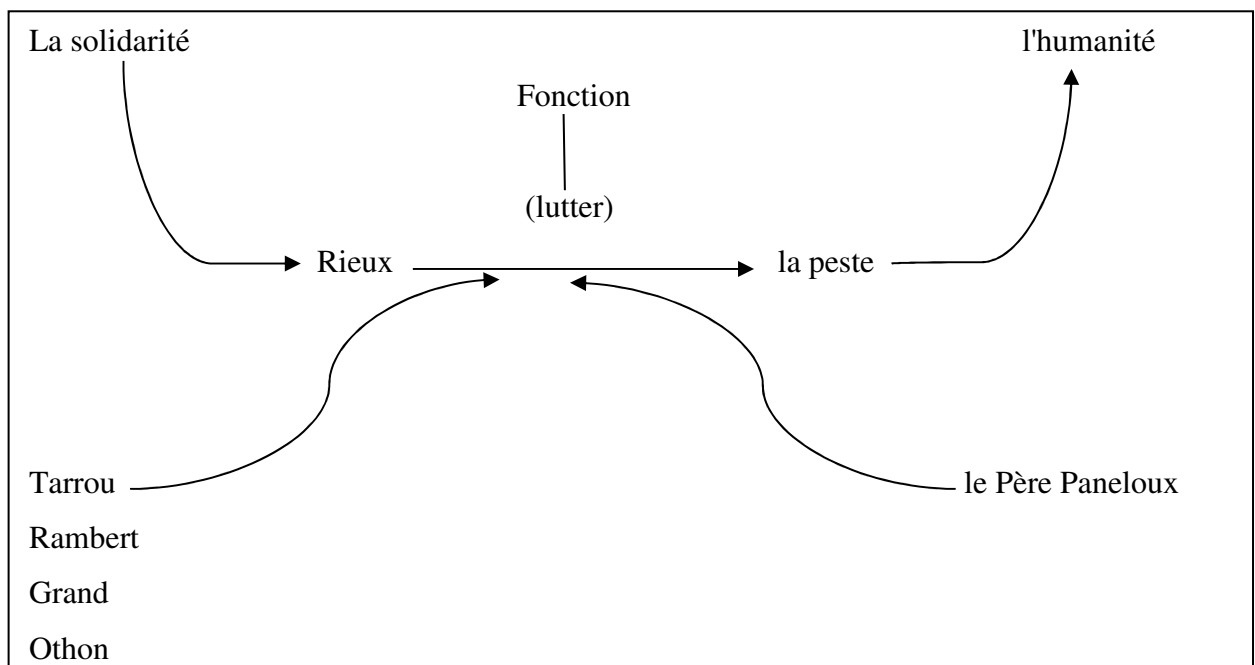 La solidarité
l'humanité
Fonction
(lutter)
Rieux
la peste
Tarrou
le Père Paneloux
Rambert
Grand
Othon